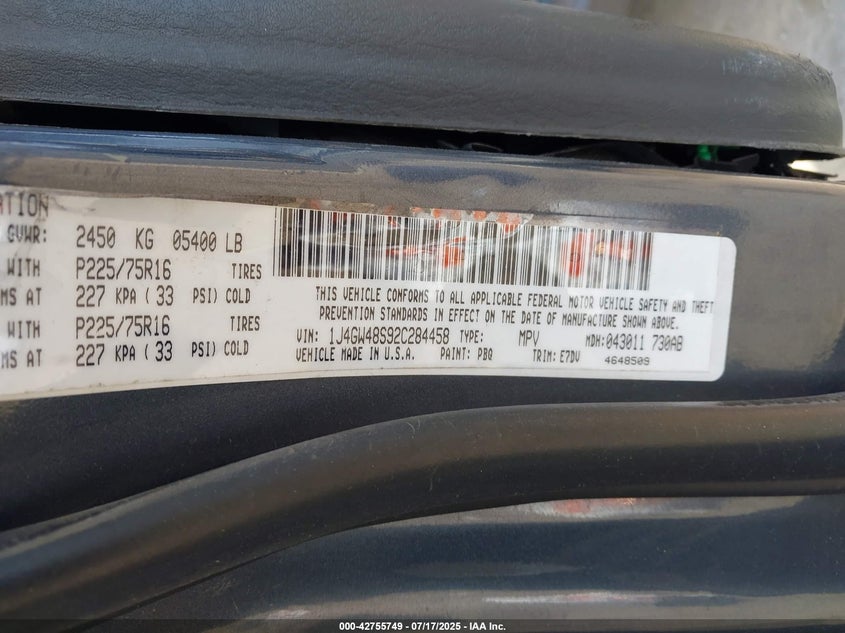 ATION
GVWR: 2450 KG 05400 LB
WITH P225/75R16 TIRES
MS AT 227 KPA ( 33 PSI) COLD
WITH P225/75R16 TIRES
MS AT 227 KPA ( 33 PSI) COLD
THIS VEHICLE CONFORMS TO ALL APPLICABLE FEDERAL MOTOR VEHICLE SAFETY AND THEFT
PREVENTION STANDARDS IN EFFECT ON THE DATE OF MANUFACTURE SHOWN ABOVE.
VIN: 1J4GW48S92C284458 TYPE: MPV MDH: 043011 730AB
VEHICLE MADE IN U.S.A. PAINT: PBQ TRIM: E7DV 4648509
000-42755749 | 07/17/2025 | IAA Inc.